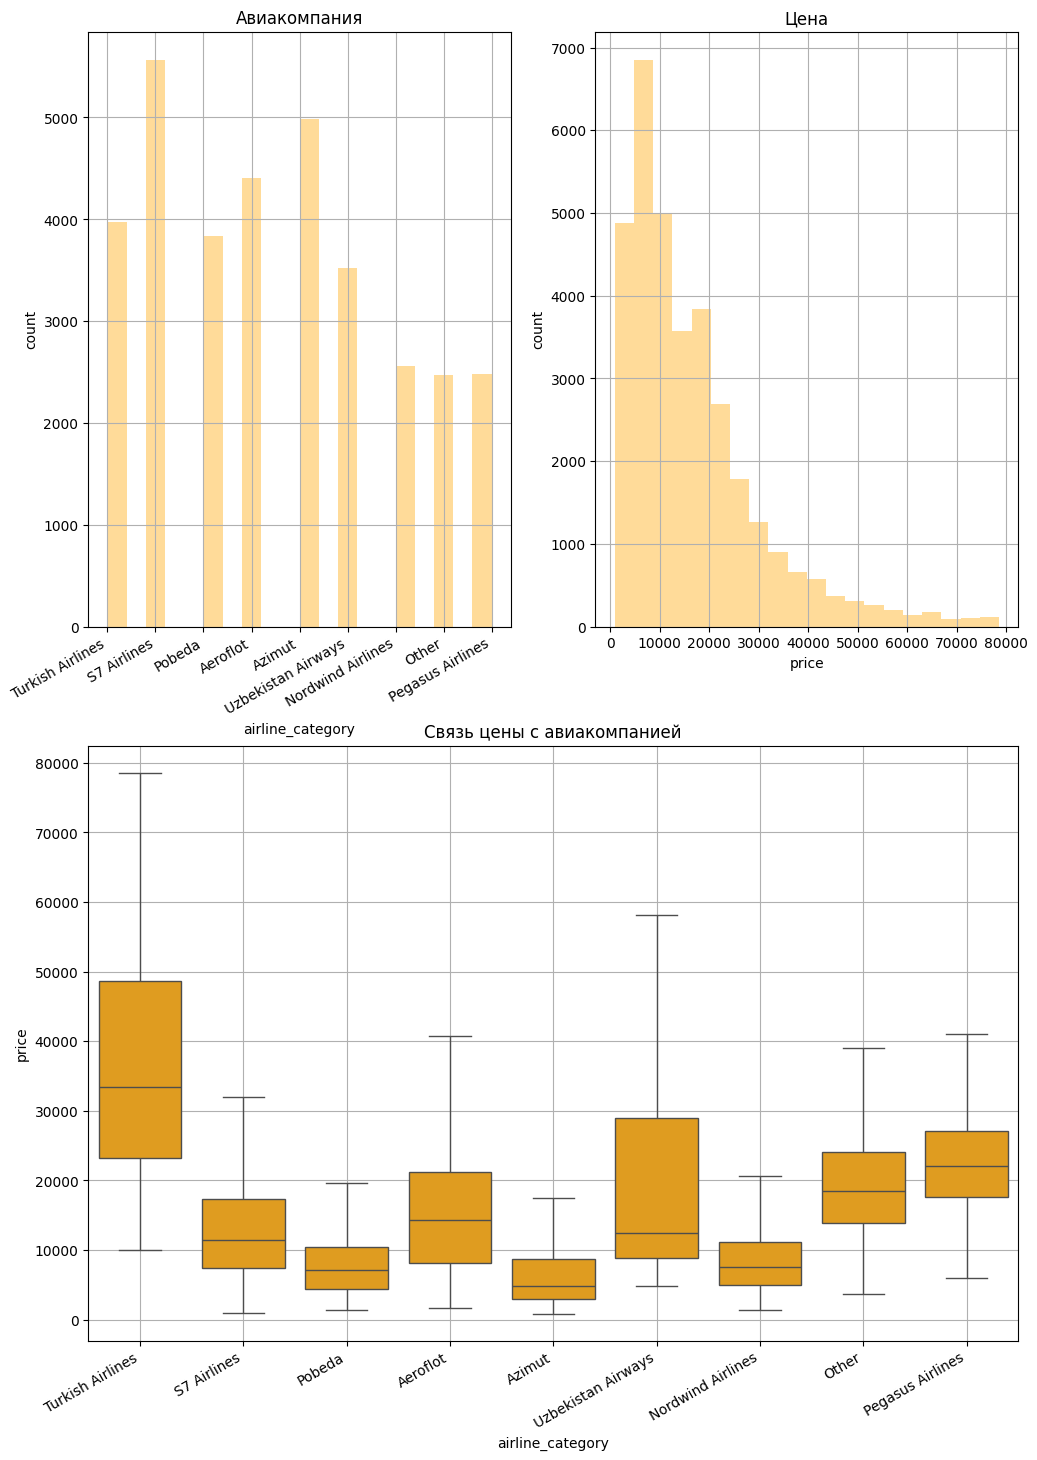 Авиакомпания
count
5000
4000
3000
2000
1000
0
Turkish Airlines
S7 Airlines
Pobeda
Aeroflot
Azimut
Uzbekistan Airways
Nordwind Airlines
Other
Pegasus Airlines
airline_category
Цена
count
7000
6000
5000
4000
3000
2000
1000
0
0 10000 20000 30000 40000 50000 60000 70000 80000
price
Связь цены с авиакомпанией
price
80000
70000
60000
50000
40000
30000
20000
10000
0
Turkish Airlines
S7 Airlines
Pobeda
Aeroflot
Azimut
Uzbekistan Airways
Nordwind Airlines
Other
Pegasus Airlines
airline_category